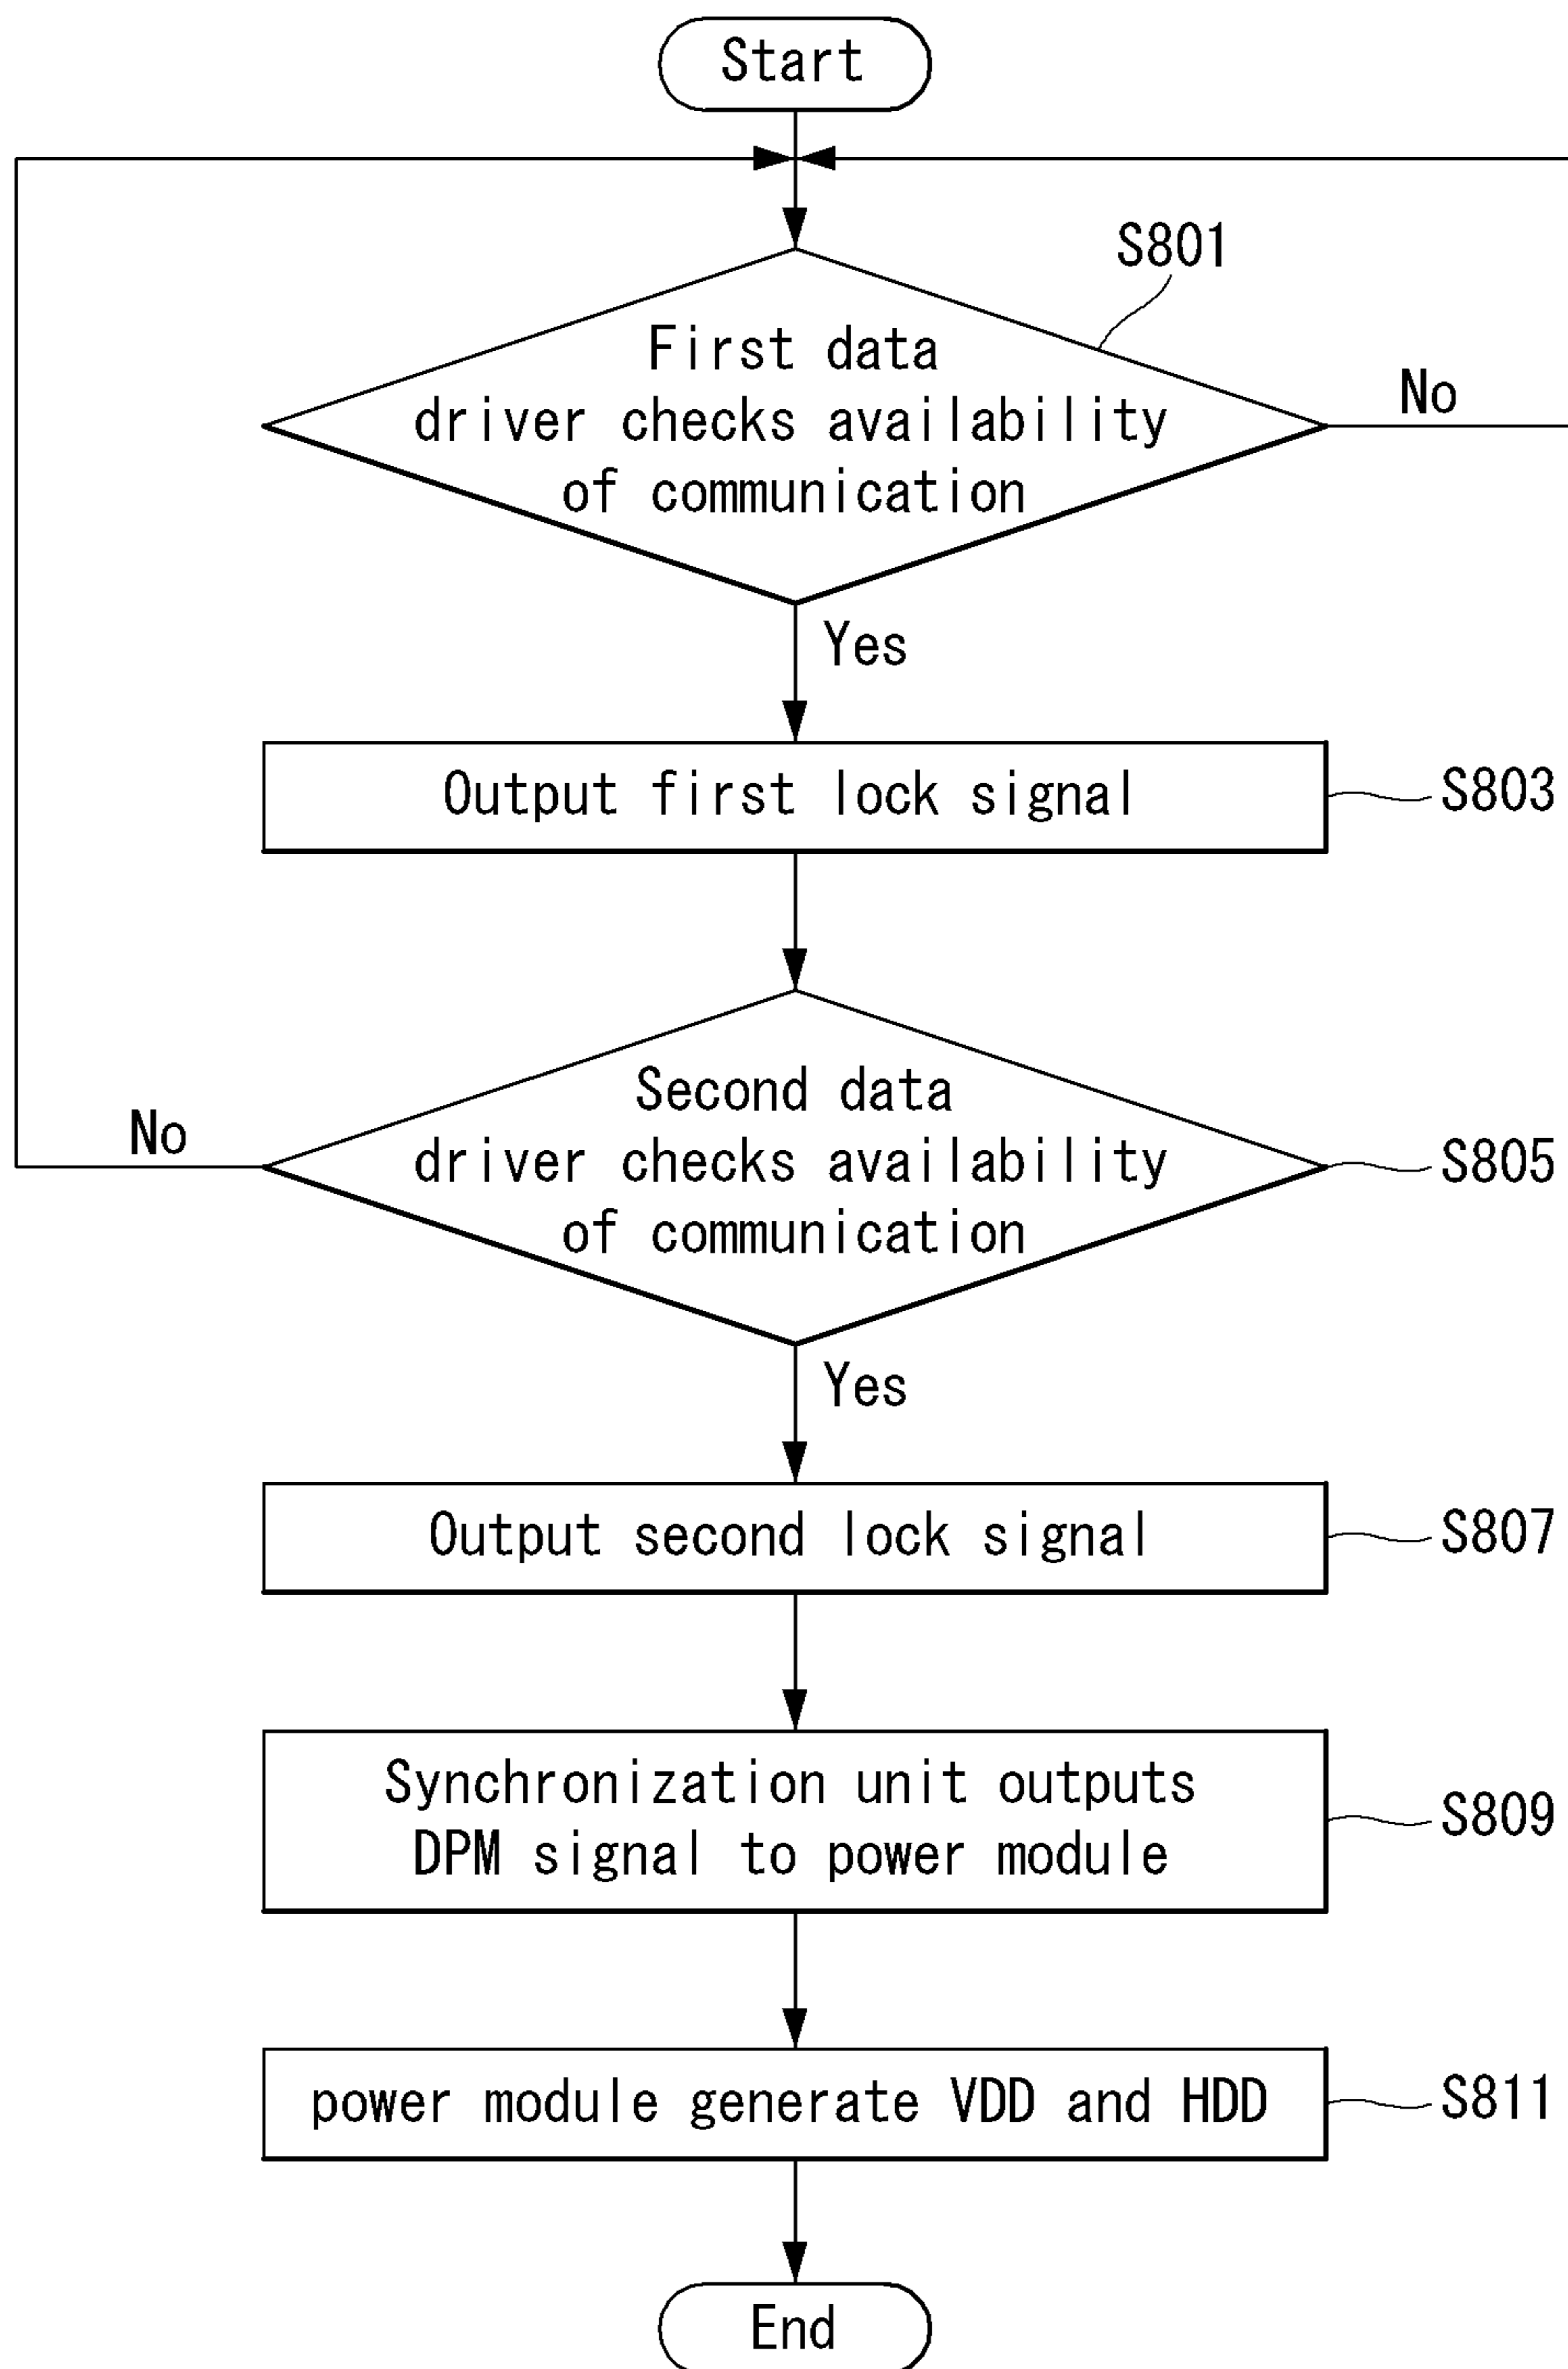 Start
S801
First data
driver checks availability
of communication
No
Yes
Output first lock signal
S803
Second data
driver checks availability
of communication
No
S805
Yes
Output second lock signal
S807
Synchronization unit outputs
DPM signal to power module
S809
power module generate VDD and HDD
S811
End